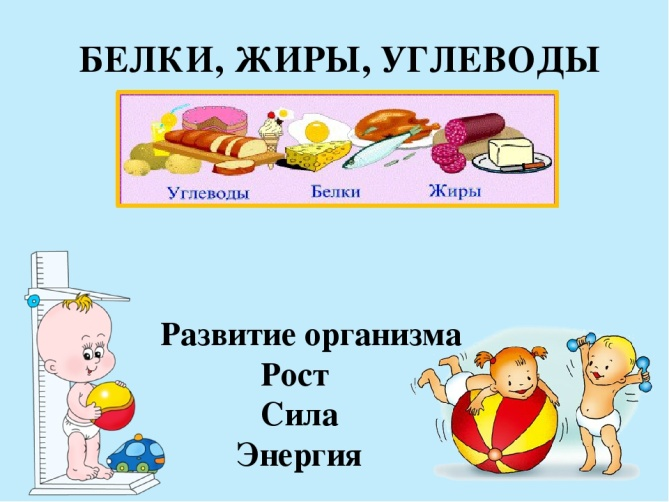 БЕЛКИ, ЖИРЫ, УГЛЕВОДЫ
Углеводы Белки Жиры
Развитие организма
Рост
Сила
Энергия